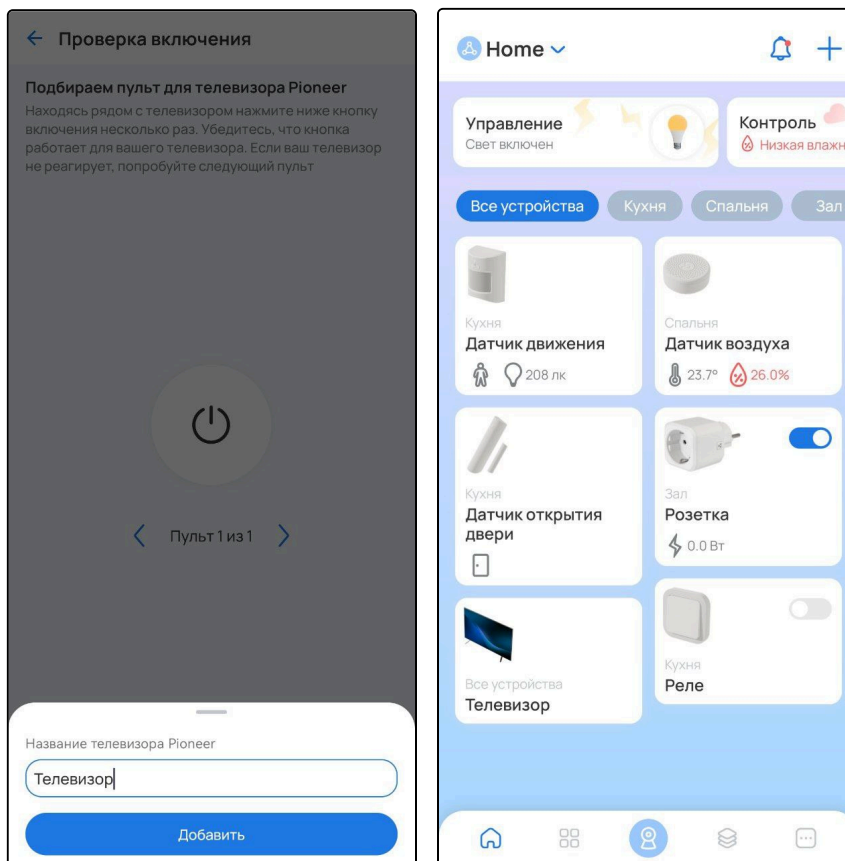 Проверка включения
Подбираем пульт для телевизора Pioneer
Находясь рядом с телевизором нажмите ниже кнопку
включения несколько раз. Убедитесь, что кнопка
работает для вашего телевизора. Если ваш телевизор
не реагирует, попробуйте следующий пульт
Пульт 1 из 1
Название телевизора Pioneer
Телевизор
Добавить
Home
Управление
Свет включен
Контроль
Низкая влажн
Все устройства
Кухня
Спальня
Зал
Кухня
Датчик движения
208 лк
Спальня
Датчик воздуха
23.7° 26.0%
Кухня
Датчик открытия
двери
Зал
Розетка
0.0 Вт
Все устройства
Телевизор
Кухня
Реле